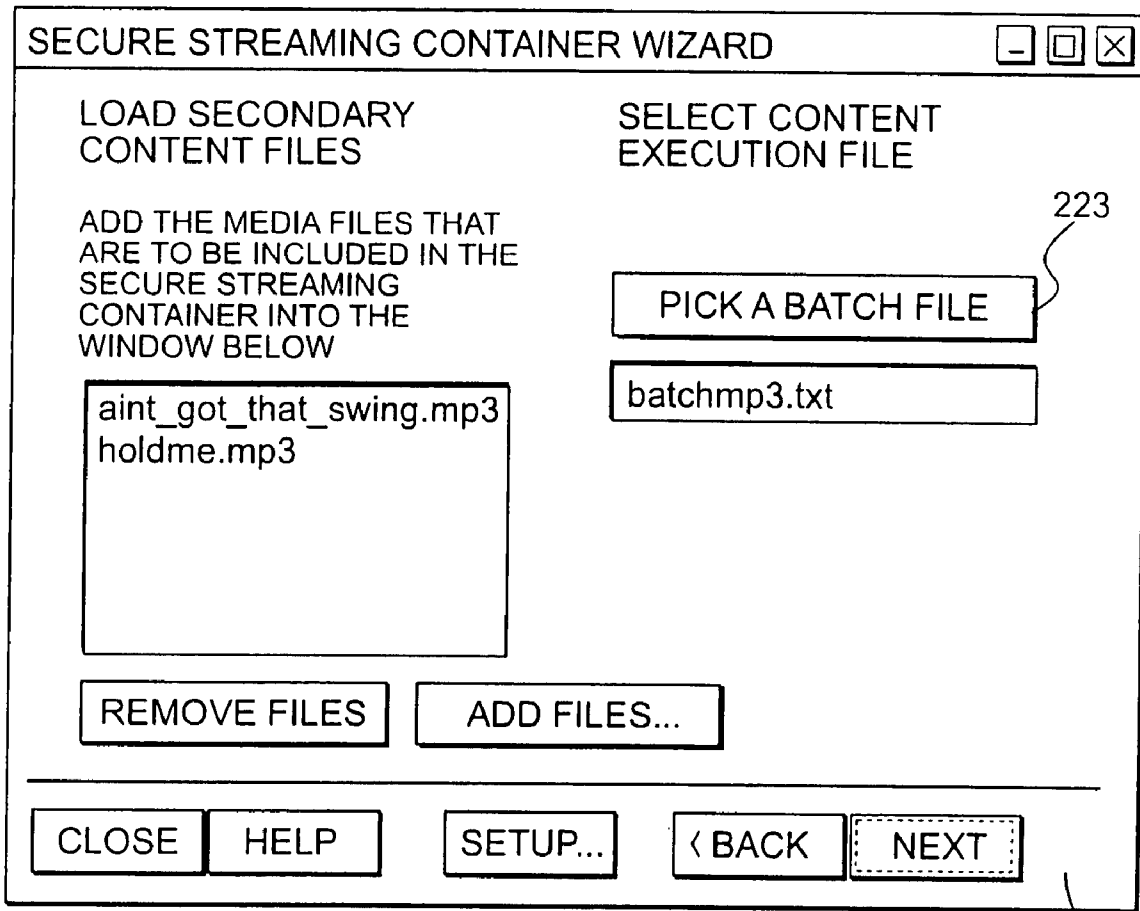 SECURE STREAMING CONTAINER WIZARD
LOAD SECONDARY
CONTENT FILES
ADD THE MEDIA FILES THAT
ARE TO BE INCLUDED IN THE
SECURE STREAMING
CONTAINER INTO THE
WINDOW BELOW
aint_got_that_swing.mp3
holdme.mp3
REMOVE FILES
ADD FILES...
SELECT CONTENT
EXECUTION FILE
223
PICK A BATCH FILE
batchmp3.txt
CLOSE
HELP
SETUP...
< BACK
NEXT